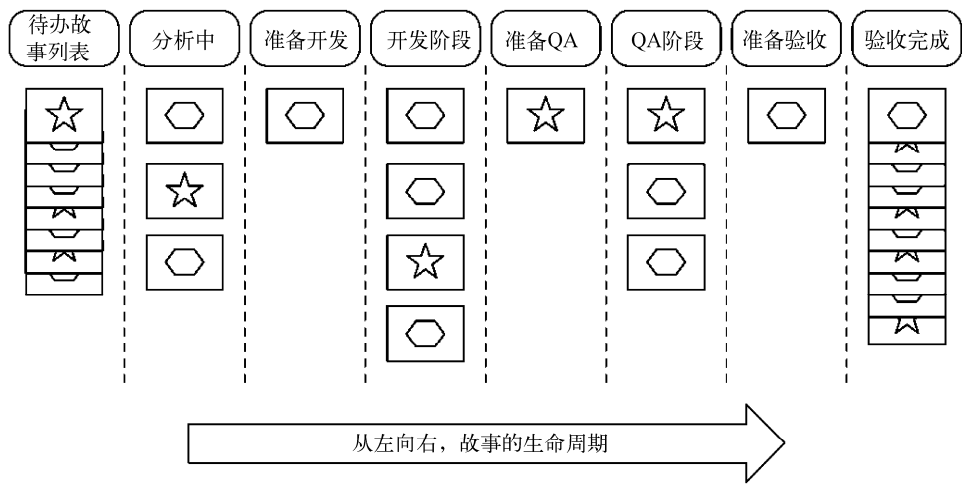 待办故
事列表
分析中
准备开发
开发阶段
准备QA
QA阶段
准备验收
验收完成
从左向右，故事的生命周期